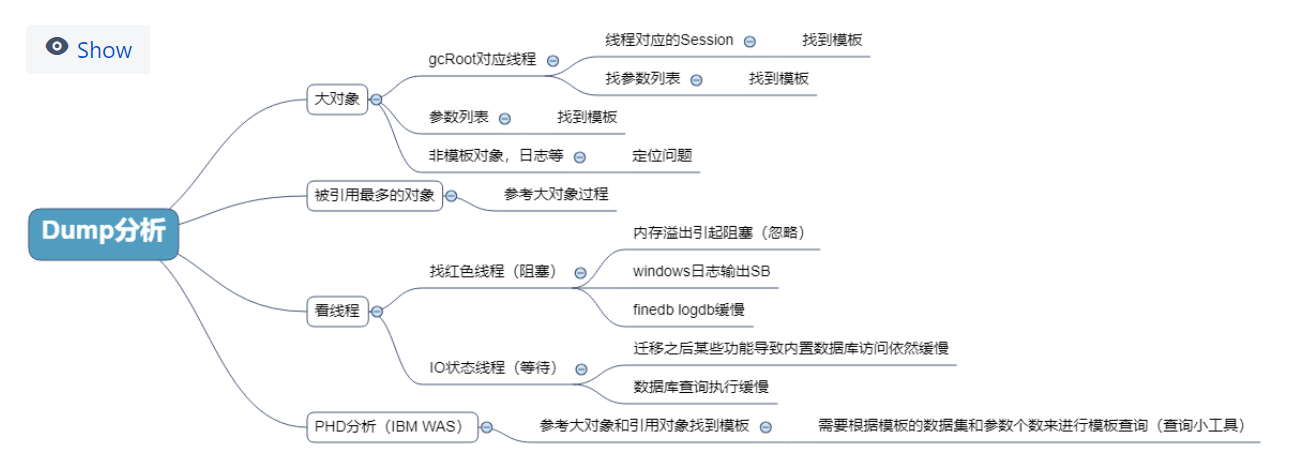 Show
Dump分析
大对象
gcRoot对应线程
线程对应的Session
找到模板
找参数列表
找到模板
参数列表
找到模板
非模板对象，日志等
定位问题
被引用最多的对象
参考大对象过程
看线程
找红色线程（阻塞）
内存溢出引起阻塞（忽略）
windows日志输出SB
finedb logdb缓慢
IO状态线程（等待）
迁移之后某些功能导致内置数据库访问依然缓慢
数据库查询执行缓慢
PHD分析（IBM WAS）
参考大对象和引用对象找到模板
需要根据模板的数据集和参数个数来进行模板查询（查询小工具）